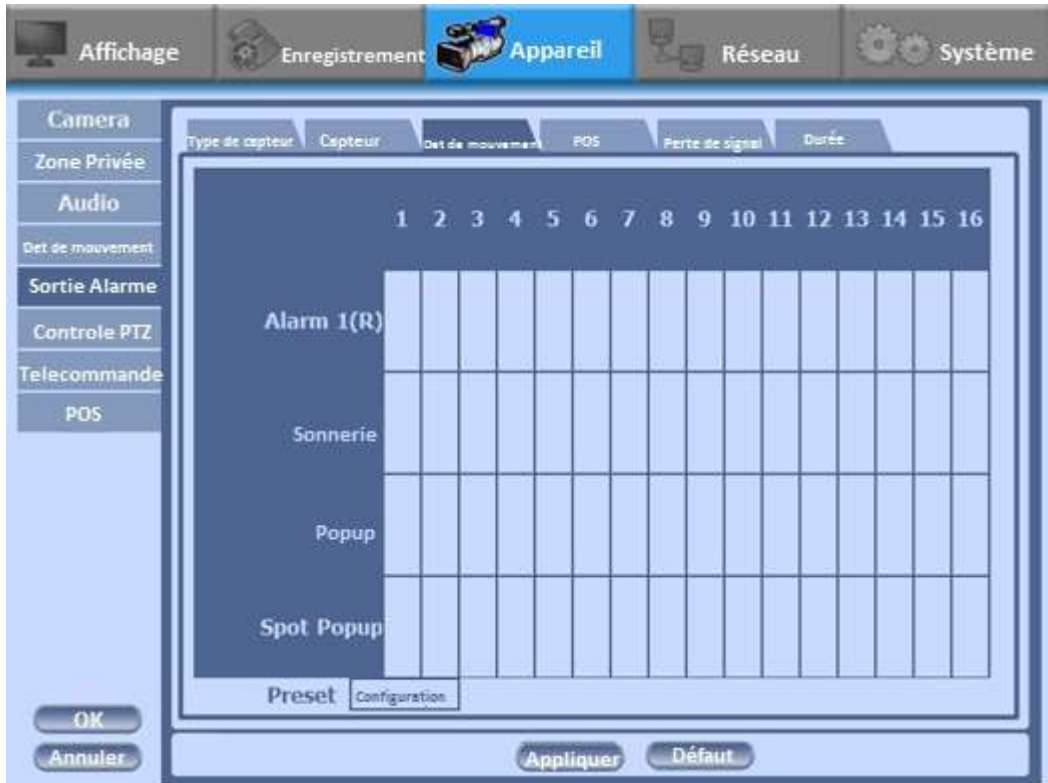 Affichage Enregistrement Appareil Réseau Système
Camera
Zone Privée
Audio
Det de mouvement
Sortie Alarme
Controle PTZ
Telecommande
POS
OK
Annuler
Type de capteur Capteur Det de mouvement POS Perte de signal Durée
1 2 3 4 5 6 7 8 9 10 11 12 13 14 15 16
Alarm 1(R)
Sonnerie
Popup
Spot Popup
Preset Configuration
Appliquer Défaut